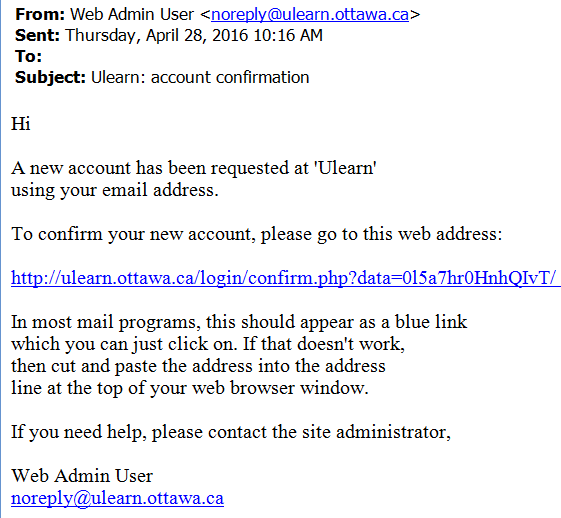 From: Web Admin User <noreply@ulearn.ottawa.ca>
Sent: Thursday, April 28, 2016 10:16 AM
To:
Subject: Ulearn: account confirmation
Hi
A new account has been requested at 'Ulearn'
using your email address.
To confirm your new account, please go to this web address:
http://ulearn.ottawa.ca/login/confirm.php?data=0l5a7hr0HnhQIvT/
In most mail programs, this should appear as a blue link
which you can just click on. If that doesn't work,
then cut and paste the address into the address
line at the top of your web browser window.
If you need help, please contact the site administrator,
Web Admin User
noreply@ulearn.ottawa.ca